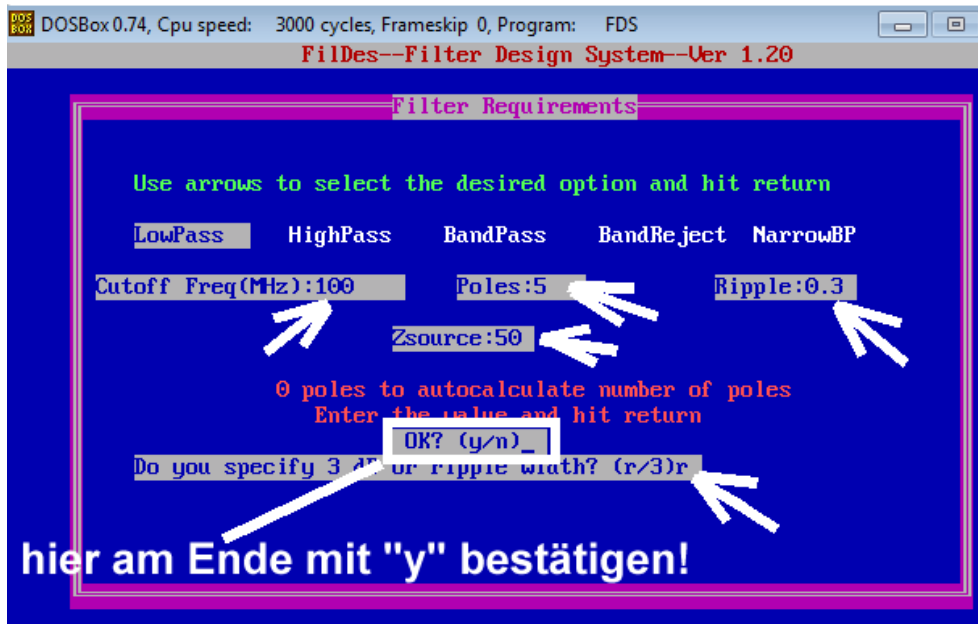 DOSBox 0.74, Cpu speed: 3000 cycles, Frameskip 0, Program: FDS
FilDes--Filter Design System--Ver 1.20
Filter Requirements
Use arrows to select the desired option and hit return
LowPass HighPass BandPass BandReject NarrowBP
Cutoff Freq(MHz):100 Poles:5 Ripple:0.3
Zsource:50
0 poles to autocalculate number of poles
Enter the value and hit return
OK? (y/n)_
Do you specify 3 dB or ripple width? (r/3)r
hier am Ende mit "y" bestätigen!